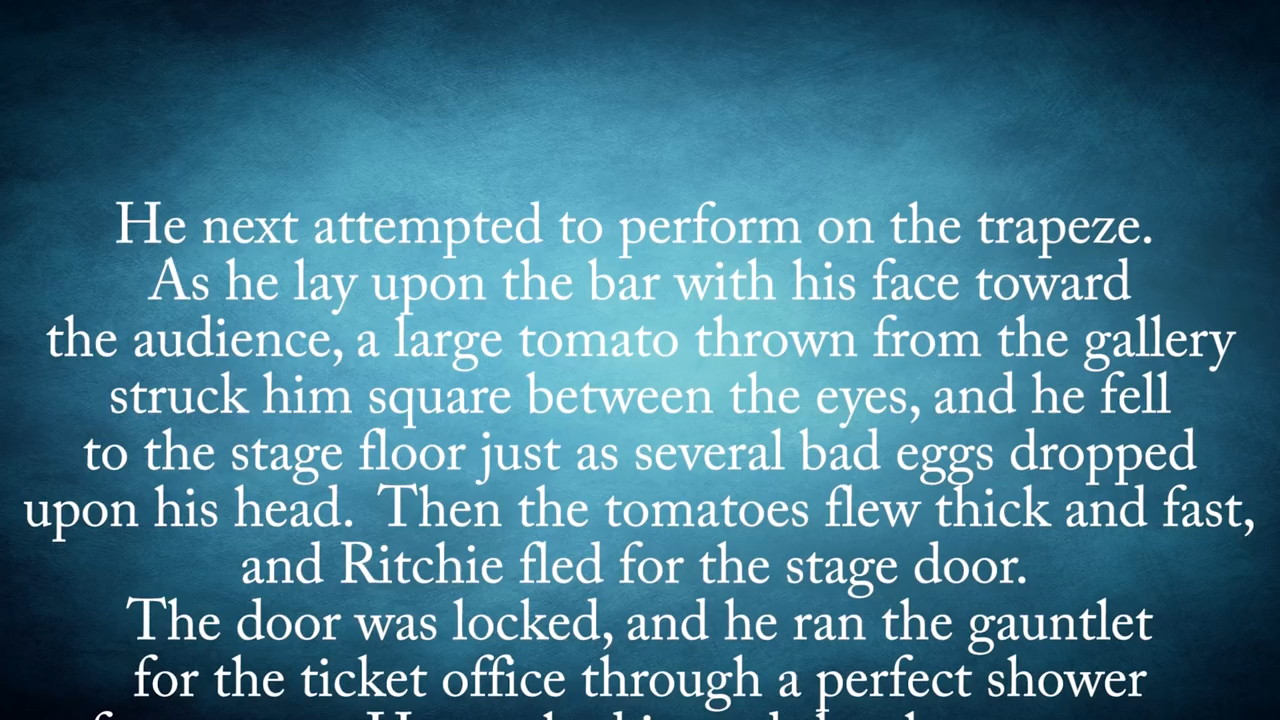 He next attempted to perform on the trapeze.
As he lay upon the bar with his face toward
the audience, a large tomato thrown from the gallery
struck him square between the eyes, and he fell
to the stage floor just as several bad eggs dropped
upon his head.  Then the tomatoes flew thick and fast,
and Ritchie fled for the stage door.
The door was locked, and he ran the gauntlet
for the ticket office through a perfect shower